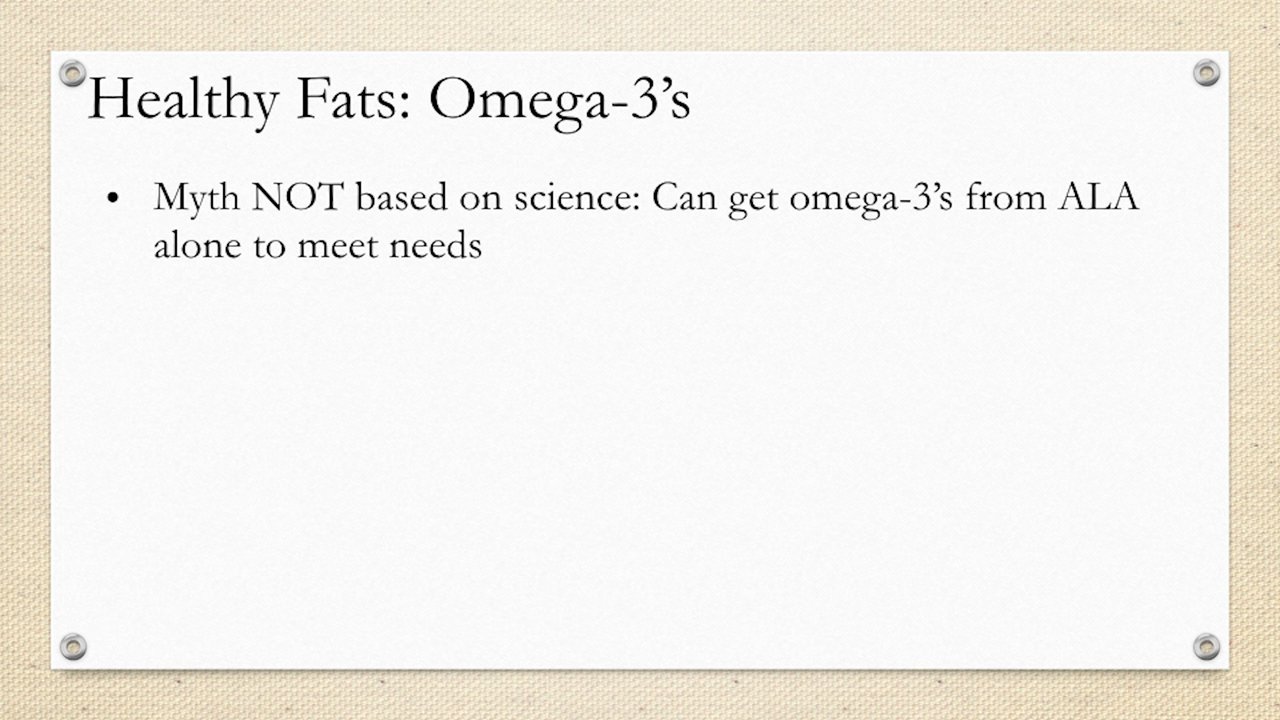 Healthy Fats: Omega-3’s
• Myth NOT based on science: Can get omega-3’s from ALA
alone to meet needs